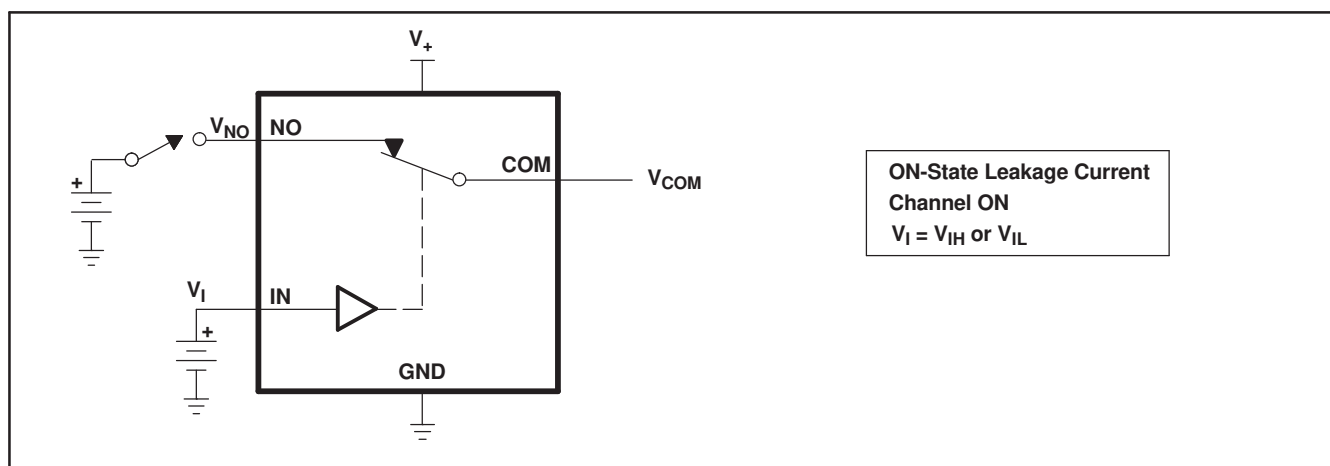 V+
VNO
NO
COM
VCOM
+
VI
IN
+
GND
ON-State Leakage Current
Channel ON
VI = VIH or VIL